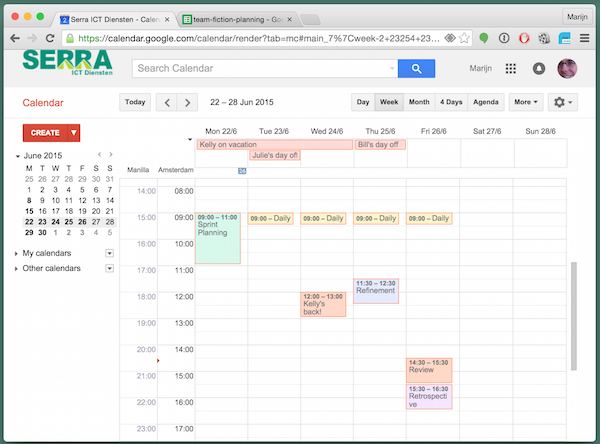 Serra ICT Diensten - Calen
team-fiction-planning - Go
Marijn
https://calendar.google.com/calendar/render?tab=mc#main_7%7Cweek-2+23254+23...
SERRA
ICT Diensten
Search Calendar
Marijn
Calendar
Today
22 – 28 Jun 2015
Day Week Month 4 Days Agenda
More
CREATE
June 2015
M T W T F S S
25 26 27 28 29 30 31
1 2 3 4 5 6 7
8 9 10 11 12 13 14
15 16 17 18 19 20 21
22 23 24 25 26 27 28
29 30 1 2 3 4 5
My calendars
Other calendars
Mon 22/6 Tue 23/6 Wed 24/6 Thu 25/6 Fri 26/6 Sat 27/6 Sun 28/6
Kelly on vacation
Bill's day off
Julie's day off!
Manilla Amsterdam
26
14:00 08:00
15:00 09:00
09:00 – 11:00
Sprint
Planning
09:00 – Daily
09:00 – Daily
09:00 – Daily
09:00 – Daily
16:00 10:00
17:00 11:00
11:30 – 12:30
Refinement
18:00 12:00
12:00 – 13:00
Kelly's
back!
19:00 13:00
20:00 14:00
14:30 – 15:30
Review
21:00 15:00
15:30 – 16:30
Retrospecti
ve
22:00 16:00
23:00 17:00